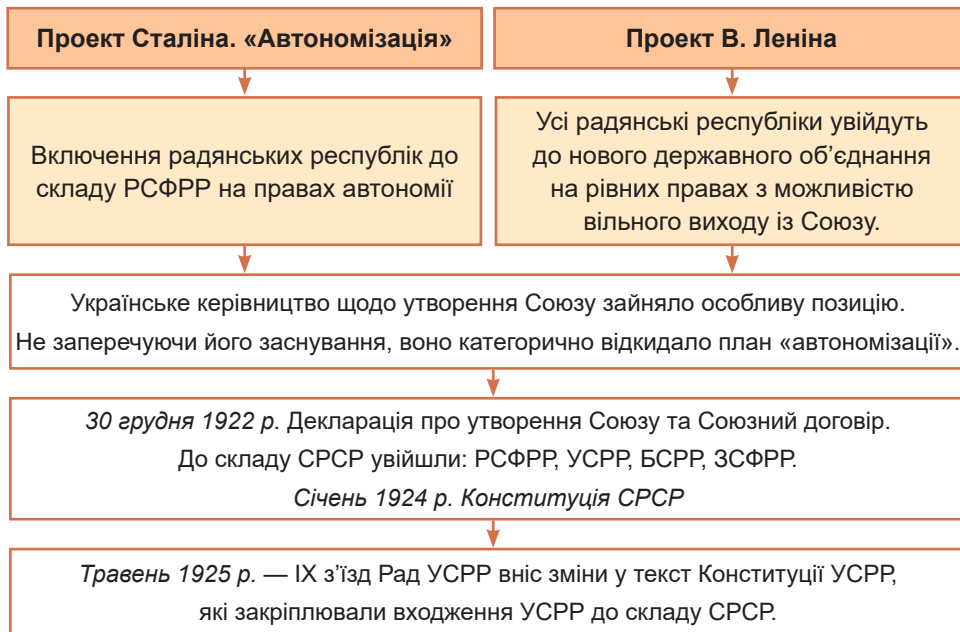 Проект Сталіна. «Автономізація»
Проект В. Леніна
Включення радянських республік до
складу РСФРР на правах автономії
Усі радянські республіки увійдуть
до нового державного об’єднання
на рівних правах з можливістю
вільного виходу із Союзу.
Українське керівництво щодо утворення Союзу зайняло особливу позицію.
Не заперечуючи його заснування, воно категорично відкидало план «автономізації».
30 грудня 1922 р. Декларація про утворення Союзу та Союзний договір.
До складу СРСР увійшли: РСФРР, УСРР, БСРР, ЗСФРР.
Січень 1924 р. Конституція СРСР
Травень 1925 р. — ІХ з’їзд Рад УСРР вніс зміни у текст Конституції УСРР,
які закріплювали входження УСРР до складу СРСР.